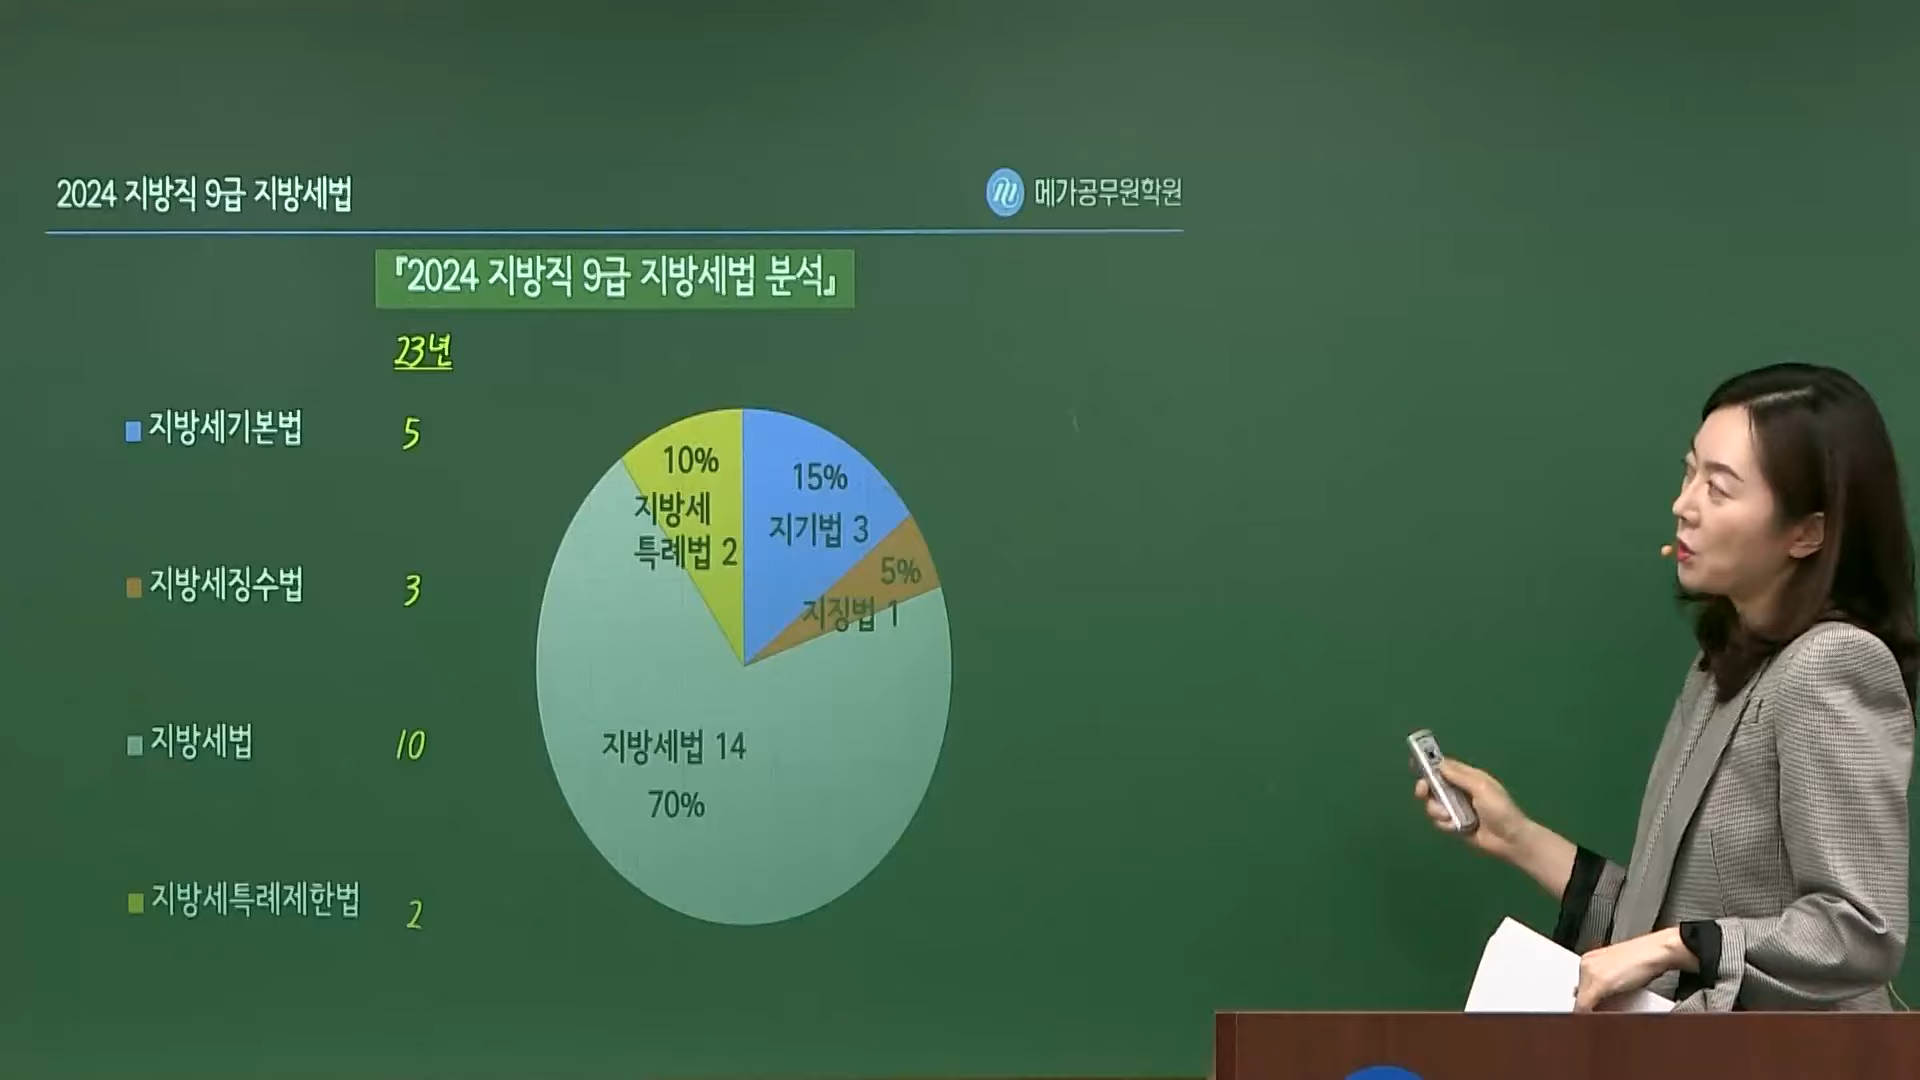 2024 지방직 9급 지방세법
메가공무원학원
『2024 지방직 9급 지방세법 분석』
23년
지방세기본법 5
지방세징수법 3
지방세법 10
지방세특례제한법 2
10%
지방세
특례법 2
15%
지기법 3
5%
지징법 1
지방세법 14
70%